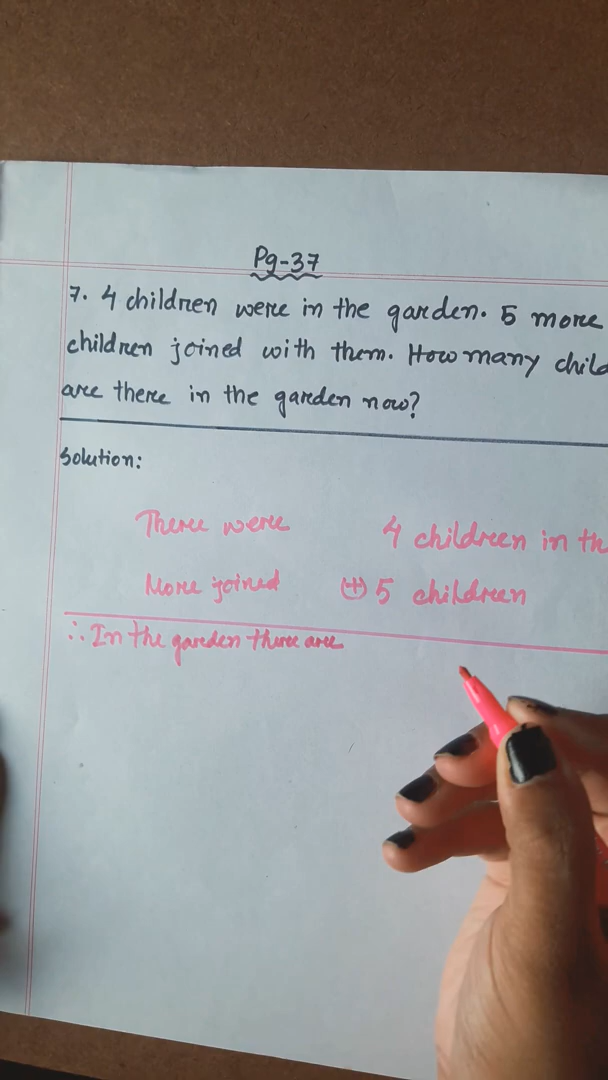 Pg-37
7. 4 children were in the garden. 5 more
children joined with them. How many child
are there in the garden now?
Solution:
There were 4 children in th
More joined (+) 5 children
∴ In the garden there are